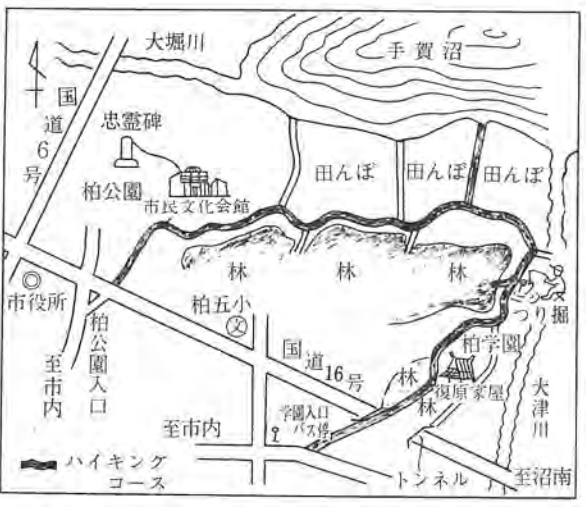 大堀川
手賀沼
国道6号
忠霊碑
柏公園
市民文化会館
田んぼ
田んぼ
田んぼ
林
林
林
市役所
柏五小
文
柏公園入口
至市内
国道16号
つり堀
柏学園
復原家屋
林
林
大津川
学園入口
バス停
至市内
トンネル
至沼南
ハイキング
コース